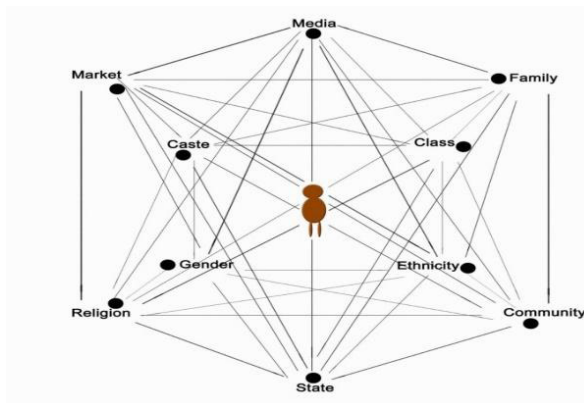 Media
Market
Family
Caste
Class
Gender
Ethnicity
Religion
Community
State